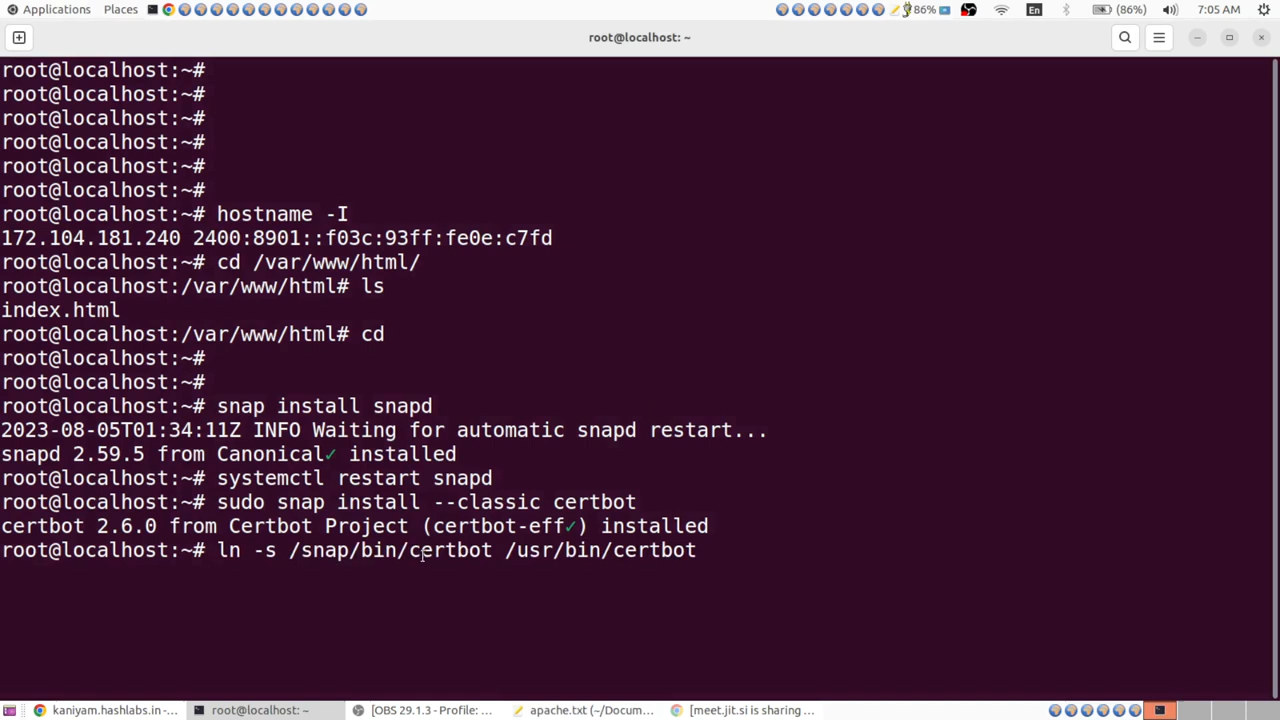 Applications Places 86% En (86%) 7:05 AM
root@localhost: ~
root@localhost:~#
root@localhost:~#
root@localhost:~#
root@localhost:~#
root@localhost:~#
root@localhost:~#
root@localhost:~# hostname -I
172.104.181.240 2400:8901::f03c:93ff:fe0e:c7fd
root@localhost:~# cd /var/www/html/
root@localhost:/var/www/html# ls
index.html
root@localhost:/var/www/html# cd
root@localhost:~#
root@localhost:~#
root@localhost:~# snap install snapd
2023-08-05T01:34:11Z INFO Waiting for automatic snapd restart...
snapd 2.59.5 from Canonical✓ installed
root@localhost:~# systemctl restart snapd
root@localhost:~# sudo snap install --classic certbot
certbot 2.6.0 from Certbot Project (certbot-eff✓) installed
root@localhost:~# ln -s /snap/bin/certbot /usr/bin/certbot
kaniyam.hashlabs.in -... root@localhost: ~ [OBS 29.1.3 - Profile: ... apache.txt (~/Docum... [meet.jit.si is sharing ...